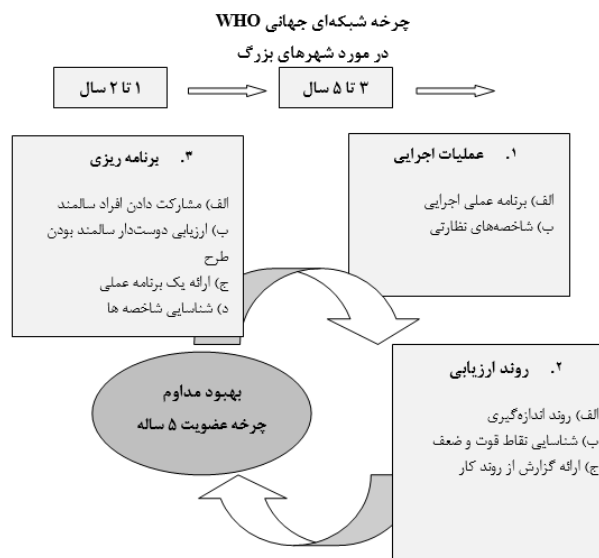 چرخه شبکه‌ای جهانی WHO
در مورد شهرهای بزرگ
۱ تا ۲ سال
۳ تا ۵ سال
۱. عملیات اجرایی
الف) برنامه عملی اجرایی
ب) شاخصه‌های نظارتی
۳. برنامه ریزی
الف) مشارکت دادن افراد سالمند
ب) ارزیابی دوست‌دار سالمند بودن
طرح
ج) ارائه یک برنامه عملی
د) شناسایی شاخصه ها
۲. روند ارزیابی
الف) روند اندازه‌گیری
ب) شناسایی نقاط قوت و ضعف
ج) ارائه گزارش از روند کار
بهبود مداوم
چرخه عضویت ۵ ساله